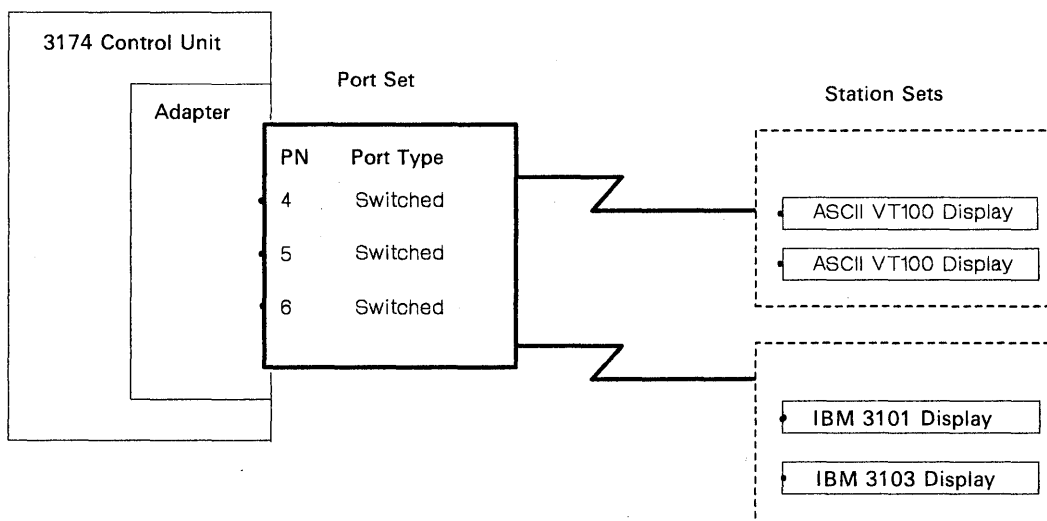 3174 Control Unit
Adapter
Port Set
PN Port Type
4 Switched
5 Switched
6 Switched
Station Sets
ASCII VT100 Display
ASCII VT100 Display
IBM 3101 Display
IBM 3103 Display